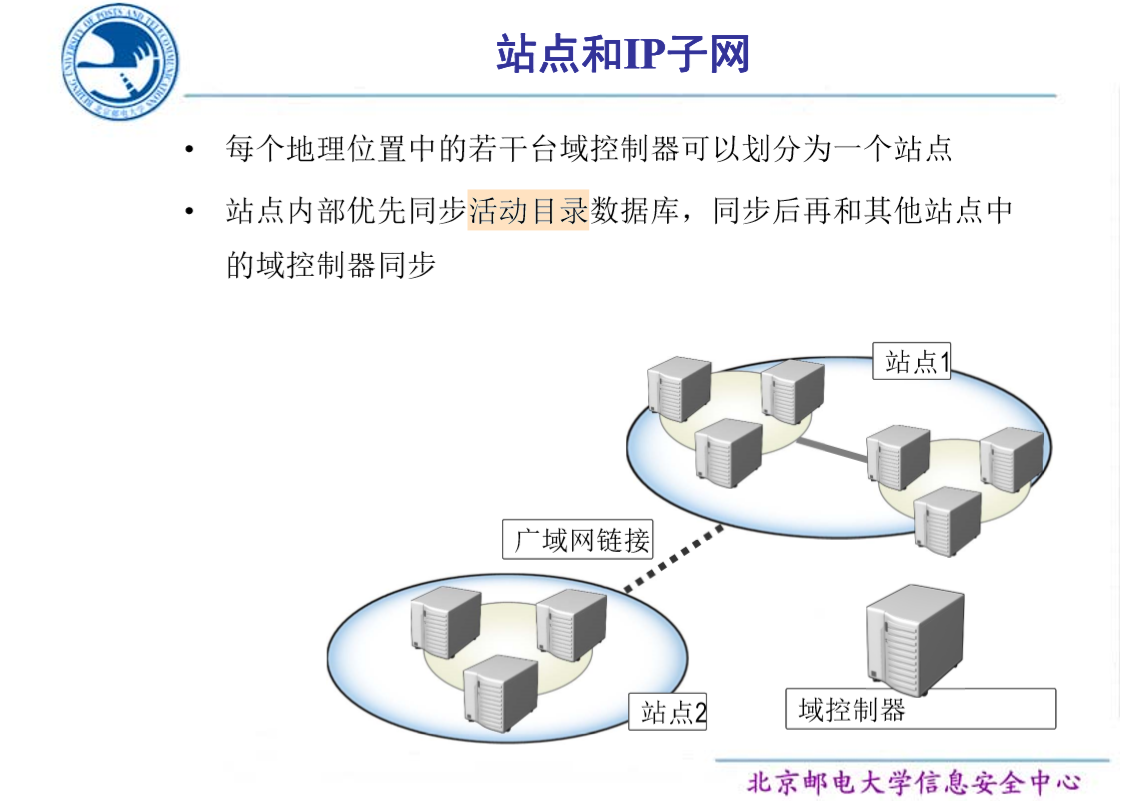 站点和IP子网
• 每个地理位置中的若干台域控制器可以划分为一个站点
• 站点内部优先同步活动目录数据库，同步后再和其他站点中
的域控制器同步
站点1
广域网链接
站点2
域控制器
北京邮电大学信息安全中心
BEIJING UNIVERSITY OF POSTS AND TELECOMMUNICATIONS
北京邮电大学